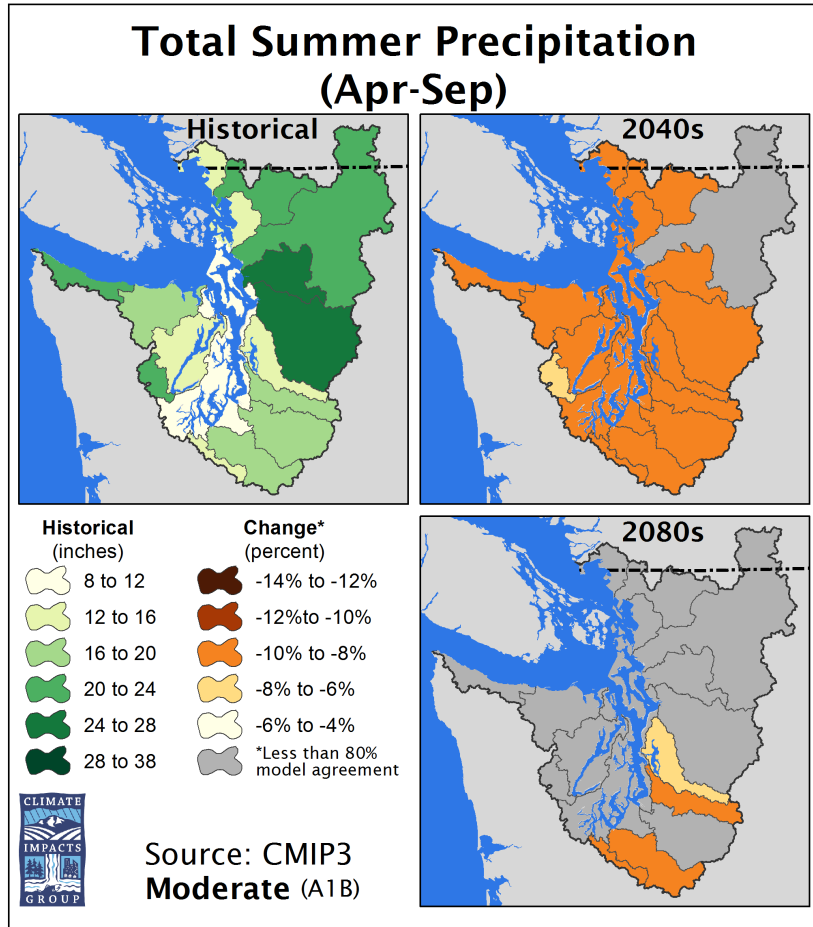 Total Summer Precipitation
(Apr-Sep)
Historical
2040s
Historical
(inches)
8 to 12
12 to 16
16 to 20
20 to 24
24 to 28
28 to 38
Change*
(percent)
-14% to -12%
-12%to -10%
-10% to -8%
-8% to -6%
-6% to -4%
*Less than 80%
model agreement
2080s
CLIMATE
IMPACTS
GROUP
Source: CMIP3
Moderate (A1B)